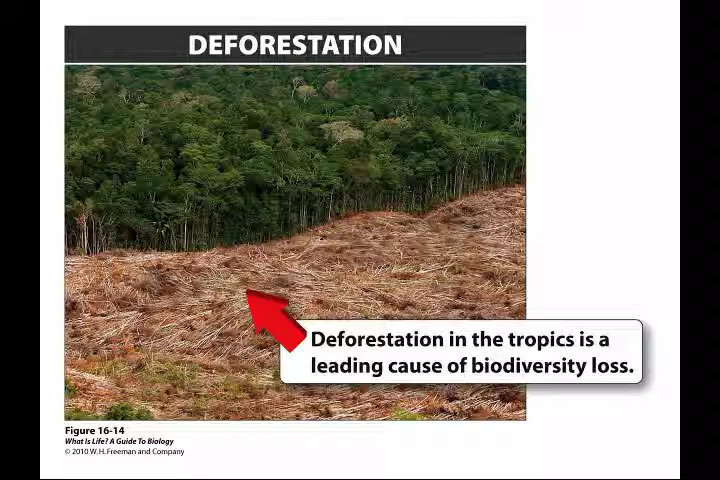 DEFORESTATION
Deforestation in the tropics is a
leading cause of biodiversity loss.
Figure 16-14
What Is Life? A Guide To Biology
© 2010 W. H. Freeman and Company